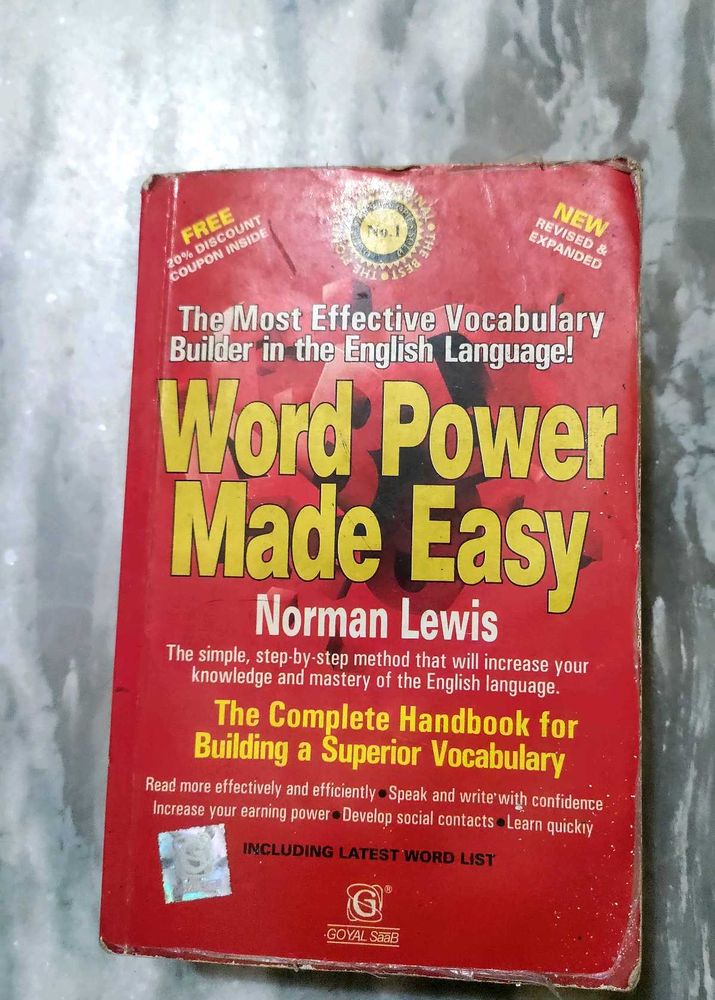 FREE
20% DISCOUNT
COUPON INSIDE
No.1
THE BEST
NEW
REVISED &
EXPANDED
The Most Effective Vocabulary
Builder in the English Language!
Word Power
Made Easy
Norman Lewis
The simple, step-by-step method that will increase your
knowledge and mastery of the English language.
The Complete Handbook for
Building a Superior Vocabulary
Read more effectively and efficiently ● Speak and write with confidence
Increase your earning power ● Develop social contacts ● Learn quickly
INCLUDING LATEST WORD LIST
G ®
GOYAL SaaB